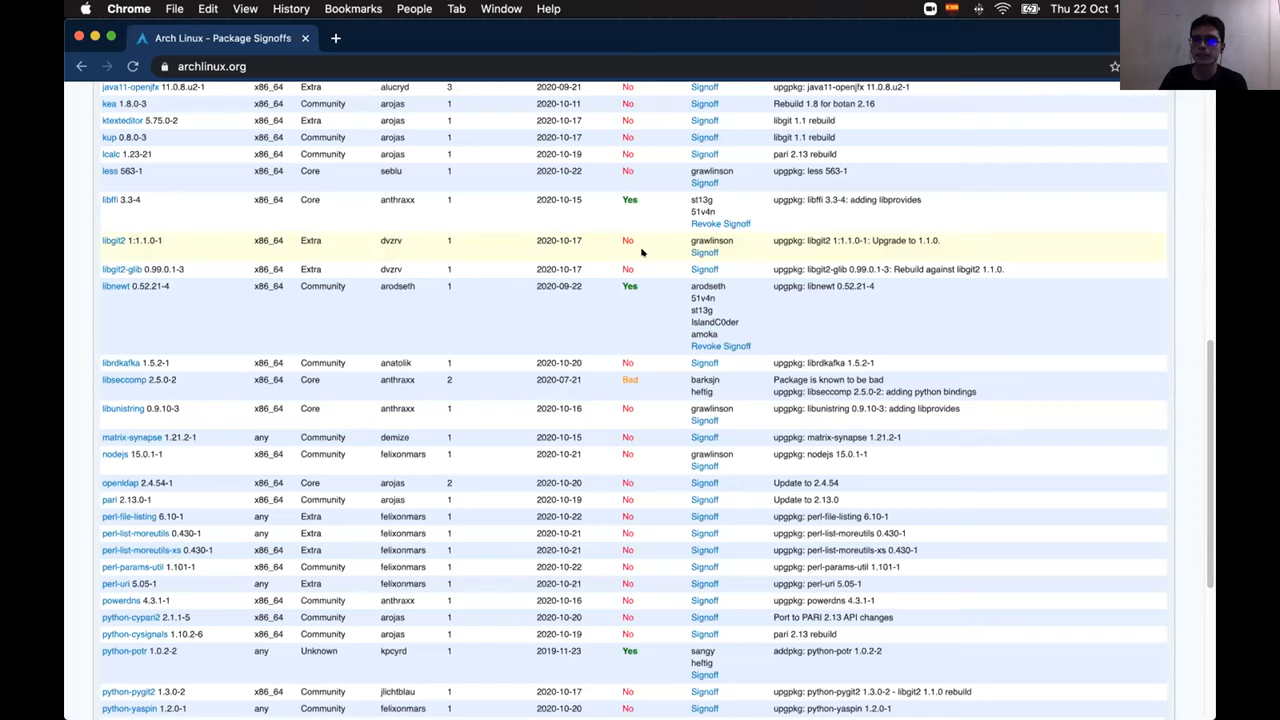 Chrome File Edit View History Bookmarks People Tab Window Help Thu 22 Oct 1
Arch Linux - Package Signoffs
archlinux.org
java11-openjfx 11.0.8.u2-1 x86_64 Extra alucryd 3 2020-09-21 No Signoff upgpkg: java11-openjfx 11.0.8.u2-1
kea 1.8.0-3 x86_64 Community arojas 1 2020-10-11 No Signoff Rebuild 1.8 for botan 2.16
ktexteditor 5.75.0-2 x86_64 Extra arojas 1 2020-10-17 No Signoff libgit 1.1 rebuild
kup 0.8.0-3 x86_64 Community arojas 1 2020-10-17 No Signoff libgit 1.1 rebuild
lcalc 1.23-21 x86_64 Community arojas 1 2020-10-19 No Signoff pari 2.13 rebuild
less 563-1 x86_64 Core seblu 1 2020-10-22 No grawlinson upgpkg: less 563-1
Signoff
libffi 3.3-4 x86_64 Core anthraxx 1 2020-10-15 Yes st13g upgpkg: libffi 3.3-4: adding libprovides
51v4n
Revoke Signoff
libgit2 1:1.1.0-1 x86_64 Extra dvzrv 1 2020-10-17 No grawlinson upgpkg: libgit2 1:1.1.0-1: Upgrade to 1.1.0.
Signoff
libgit2-glib 0.99.0.1-3 x86_64 Extra dvzrv 1 2020-10-17 No Signoff upgpkg: libgit2-glib 0.99.0.1-3: Rebuild against libgit2 1.1.0.
libnewt 0.52.21-4 x86_64 Community arodseth 1 2020-09-22 Yes arodseth upgpkg: libnewt 0.52.21-4
51v4n
st13g
IslandC0der
amoka
Revoke Signoff
librdkafka 1.5.2-1 x86_64 Community anatolik 1 2020-10-20 No Signoff upgpkg: librdkafka 1.5.2-1
libseccomp 2.5.0-2 x86_64 Core anthraxx 2 2020-07-21 Bad barksjn Package is known to be bad
heftig upgpkg: libseccomp 2.5.0-2: adding python bindings
libunistring 0.9.10-3 x86_64 Core anthraxx 1 2020-10-16 No grawlinson upgpkg: libunistring 0.9.10-3: adding libprovides
Signoff
matrix-synapse 1.21.2-1 any Community demize 1 2020-10-15 No Signoff upgpkg: matrix-synapse 1.21.2-1
nodejs 15.0.1-1 x86_64 Community felixonmars 1 2020-10-21 No grawlinson upgpkg: nodejs 15.0.1-1
Signoff
openldap 2.4.54-1 x86_64 Core arojas 2 2020-10-20 No Signoff Update to 2.4.54
pari 2.13.0-1 x86_64 Community arojas 1 2020-10-19 No Signoff Update to 2.13.0
perl-file-listing 6.10-1 any Extra felixonmars 1 2020-10-22 No Signoff upgpkg: perl-file-listing 6.10-1
perl-list-moreutils 0.430-1 any Extra felixonmars 1 2020-10-21 No Signoff upgpkg: perl-list-moreutils 0.430-1
perl-list-moreutils-xs 0.430-1 x86_64 Extra felixonmars 1 2020-10-21 No Signoff upgpkg: perl-list-moreutils-xs 0.430-1
perl-params-util 1.101-1 x86_64 Community felixonmars 1 2020-10-22 No Signoff upgpkg: perl-params-util 1.101-1
perl-uri 5.05-1 any Extra felixonmars 1 2020-10-21 No Signoff upgpkg: perl-uri 5.05-1
powerdns 4.3.1-1 x86_64 Community anthraxx 1 2020-10-16 No Signoff upgpkg: powerdns 4.3.1-1
python-cypari2 2.1.1-5 x86_64 Community arojas 1 2020-10-20 No Signoff Port to PARI 2.13 API changes
python-cysignals 1.10.2-6 x86_64 Community arojas 1 2020-10-19 No Signoff pari 2.13 rebuild
python-potr 1.0.2-2 any Unknown kpcyrd 1 2019-11-23 Yes sangy addpkg: python-potr 1.0.2-2
heftig
Signoff
python-pygit2 1.3.0-2 x86_64 Community jlichtblau 1 2020-10-17 No Signoff upgpkg: python-pygit2 1.3.0-2 - libgit2 1.1.0 rebuild
python-yaspin 1.2.0-1 any Community felixonmars 1 2020-10-20 No Signoff upgpkg: python-yaspin 1.2.0-1